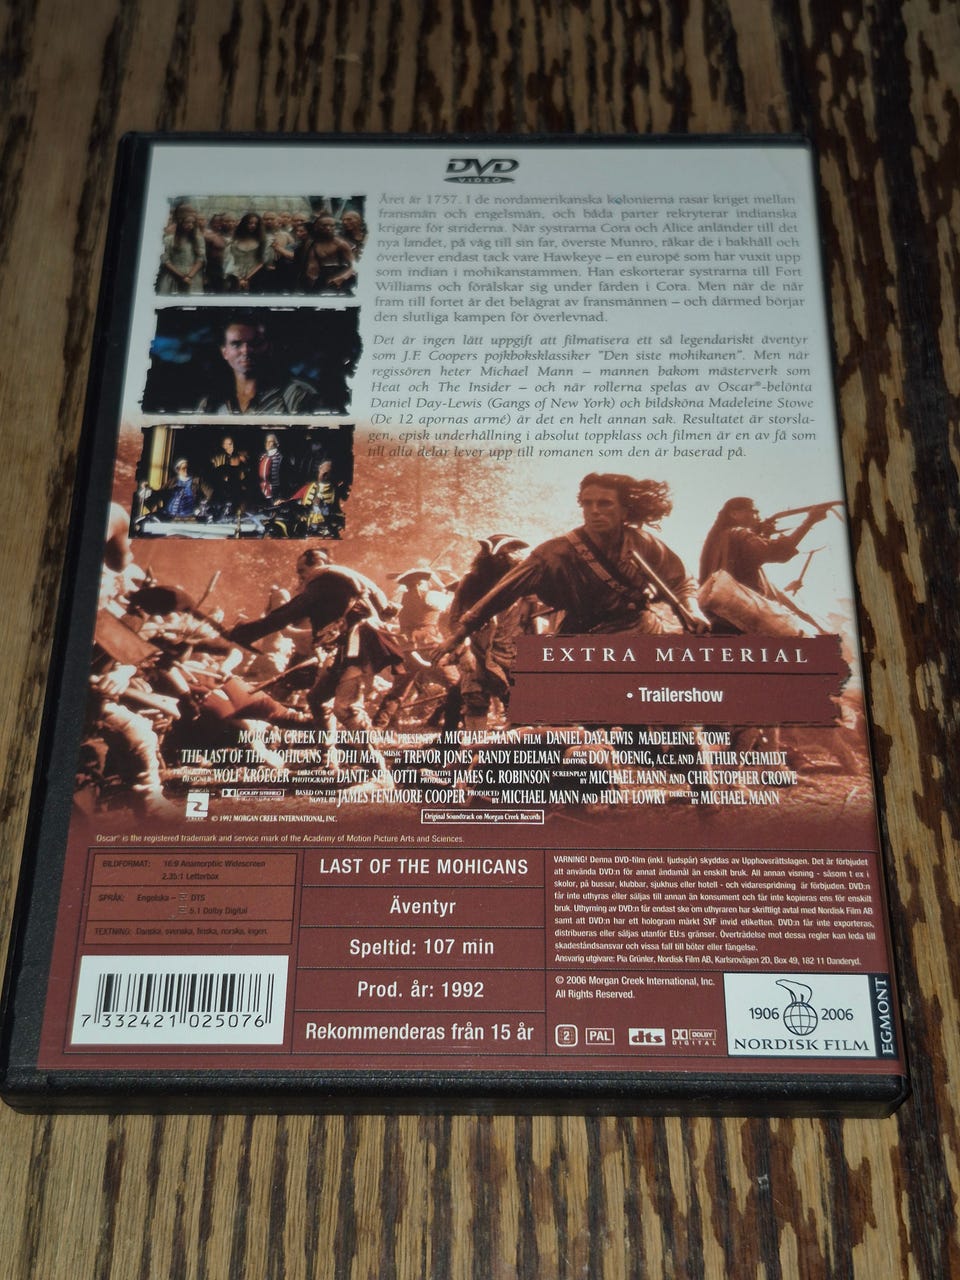 DVD
VIDEO
Året är 1757. I de nordamerikanska kolonierna rasar kriget mellan
fransmän och engelsmän, och båda parter rekryterar indianska
krigare för striderna. När systrarna Cora och Alice anländer till det
nya landet, på väg till sin far, överste Munro, råkar de i bakhåll och
överlever endast tack vare Hawkeye – en europé som har vuxit upp
som indian i mohikanstammen. Han eskorterar systrarna till Fort
Williams och förälskar sig under färden i Cora. Men när de når
fram till fortet är det belägrat av fransmännen – och därmed börjar
den slutliga kampen för överlevnad.
Det är ingen lätt uppgift att filmatisera ett så legendariskt äventyr
som J.F. Coopers pojkboksklassiker "Den siste mohikanen". Men när
regissören heter Michael Mann – mannen bakom mästerverk som
Heat och The Insider – och när rollerna spelas av Oscar®-belönta
Daniel Day-Lewis (Gangs of New York) och bildsköna Madeleine Stowe
(De 12 apornas armé) är det en helt annan sak. Resultatet är storsla-
gen, episk underhållning i absolut toppklass och filmen är en av få som
till alla delar lever upp till romanen som den är baserad på.
EXTRA MATERIAL
• Trailershow
MORGAN CREEK INTERNATIONAL PRESENTS A MICHAEL MANN FILM DANIEL DAY-LEWIS MADELEINE STOWE
THE LAST OF THE MOHICANS JODHI MAY MUSIC BY TREVOR JONES RANDY EDELMAN FILM EDITORS DOV HOENIG, A.C.E. AND ARTHUR SCHMIDT
PRODUCTION DESIGNER WOLF KROEGER DIRECTOR OF PHOTOGRAPHY DANTE SPINOTTI EXECUTIVE PRODUCER JAMES G. ROBINSON SCREENPLAY BY MICHAEL MANN AND CHRISTOPHER CROWE
MORGAN CREEK DOLBY STEREO BASED ON THE NOVEL BY JAMES FENIMORE COOPER PRODUCED BY MICHAEL MANN AND HUNT LOWRY DIRECTED BY MICHAEL MANN
© 1992 MORGAN CREEK INTERNATIONAL, INC.
Original Soundtrack on Morgan Creek Records
Oscar® is the registered trademark and service mark of the Academy of Motion Picture Arts and Sciences.
BILDFORMAT: 16:9 Anamorphic Widescreen
2.35:1 Letterbox
SPRÅK: Engelska – DTS
5.1 Dolby Digital
TEXTNING: Danska, svenska, finska, norska, ingen.
7 332421 025076
LAST OF THE MOHICANS
Äventyr
Speltid: 107 min
Prod. år: 1992
Rekommenderas från 15 år
VARNING! Denna DVD-film (inkl. ljudspår) skyddas av Upphovsrättslagen. Det är förbjudet
att använda DVD:n för annat ändamål än enskilt bruk. All annan visning - såsom t ex i
skolor, på bussar, klubbar, sjukhus eller hotell - och vidarespridning är förbjuden. DVD:n
får inte uthyras eller säljas till annan än konsument och får inte kopieras ens för enskilt
bruk. Uthyrning av DVD:n får endast ske om uthyraren har skriftligt avtal med Nordisk Film AB
samt att DVD:n har ett hologram märkt SVF invid etiketten. DVD:n får inte exporteras,
distribueras eller säljas utanför EU:s gränser. Överträdelse mot dessa regler kan leda till
skadeståndsansvar och vissa fall till böter eller fängelse.
Ansvarig utgivare: Pia Grünler, Nordisk Film AB, Karlsrovägen 2D, Box 49, 182 11 Danderyd.
© 2006 Morgan Creek International, Inc.
All Rights Reserved.
2 PAL dts DOLBY DIGITAL
1906 2006
NORDISK FILM
EGMONT